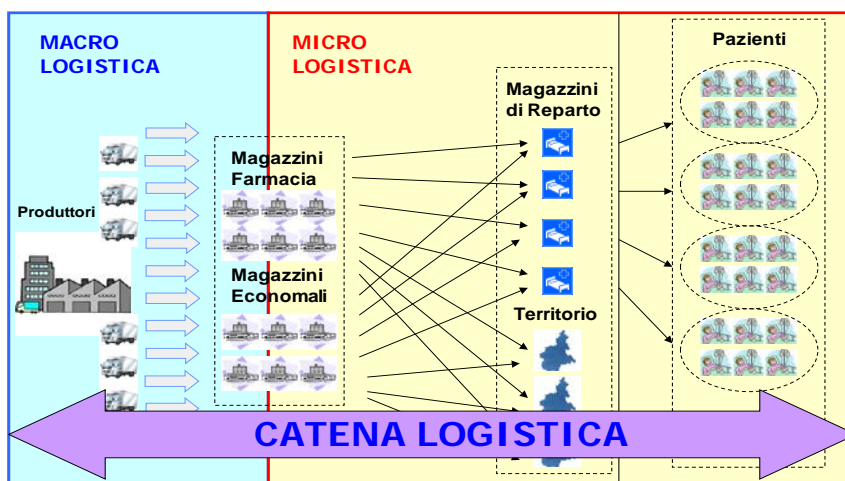 MACRO
LOGISTICA
MICRO
LOGISTICA
Pazienti
Magazzini
di Reparto
Magazzini
Farmacia
Produttori
Magazzini
Economali
Territorio
CATENA LOGISTICA